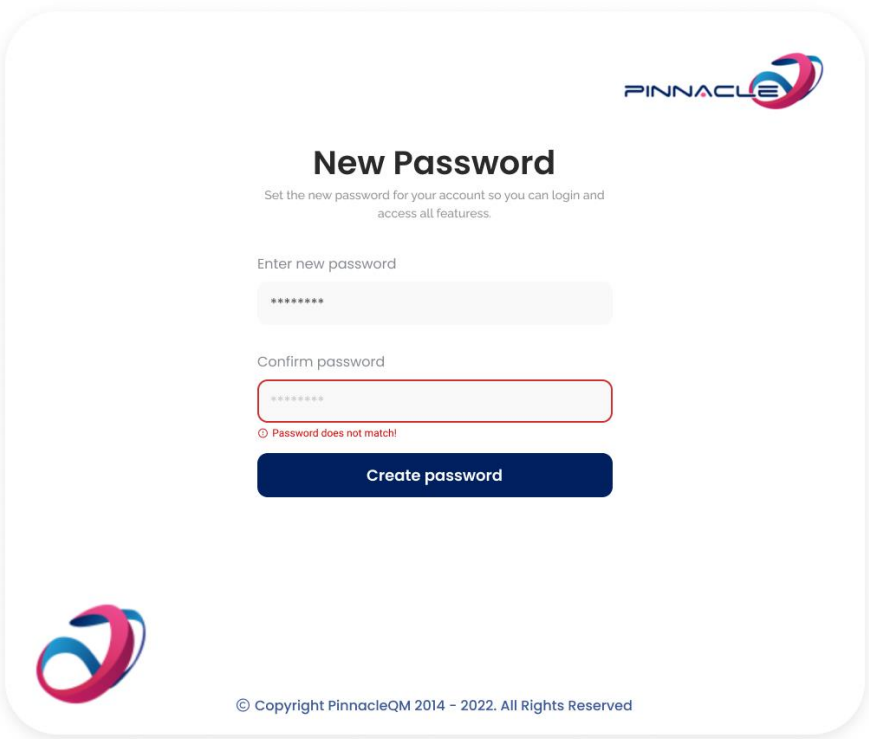 PINNACLE
New Password
Set the new password for your account so you can login and
access all featuress.
Enter new password
********
Confirm password
********
Password does not match!
Create password
© Copyright PinnacleQM 2014 - 2022. All Rights Reserved